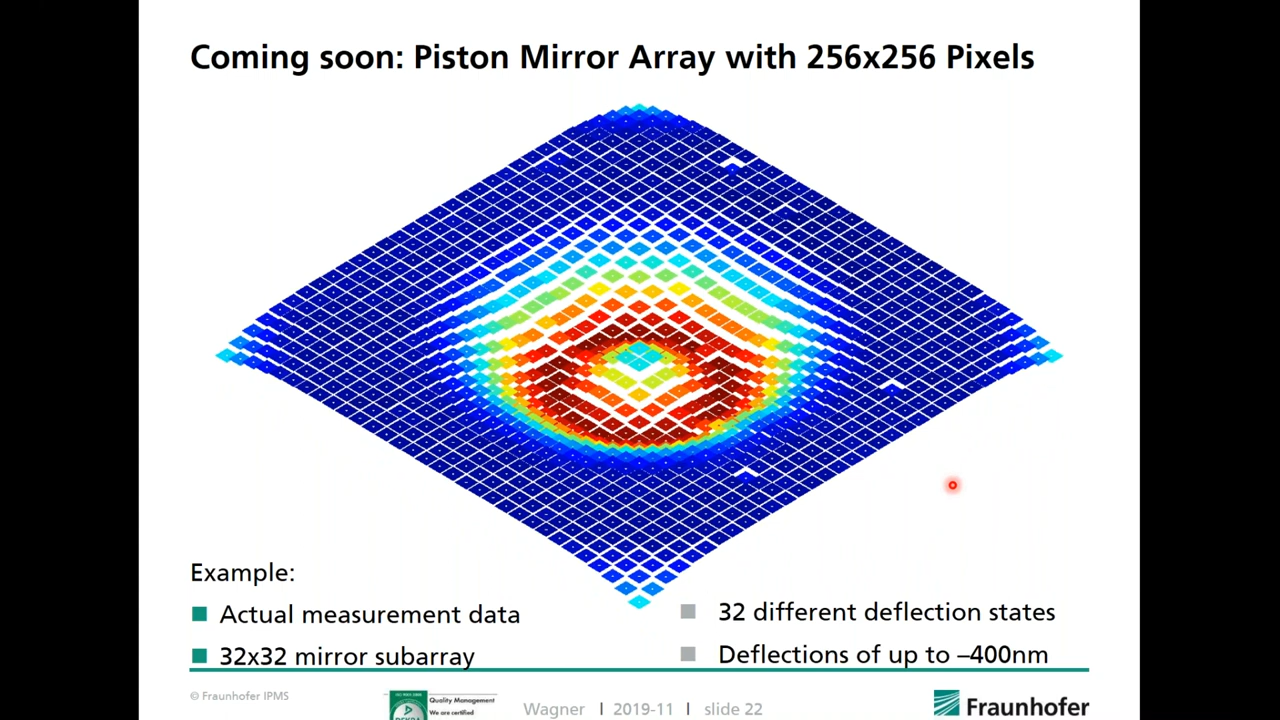 Coming soon: Piston Mirror Array with 256x256 Pixels
Example:
Actual measurement data
32x32 mirror subarray
32 different deflection states
Deflections of up to –400nm
© Fraunhofer IPMS
Quality Management
We are certified
Wagner | 2019-11 | slide 22
Fraunhofer